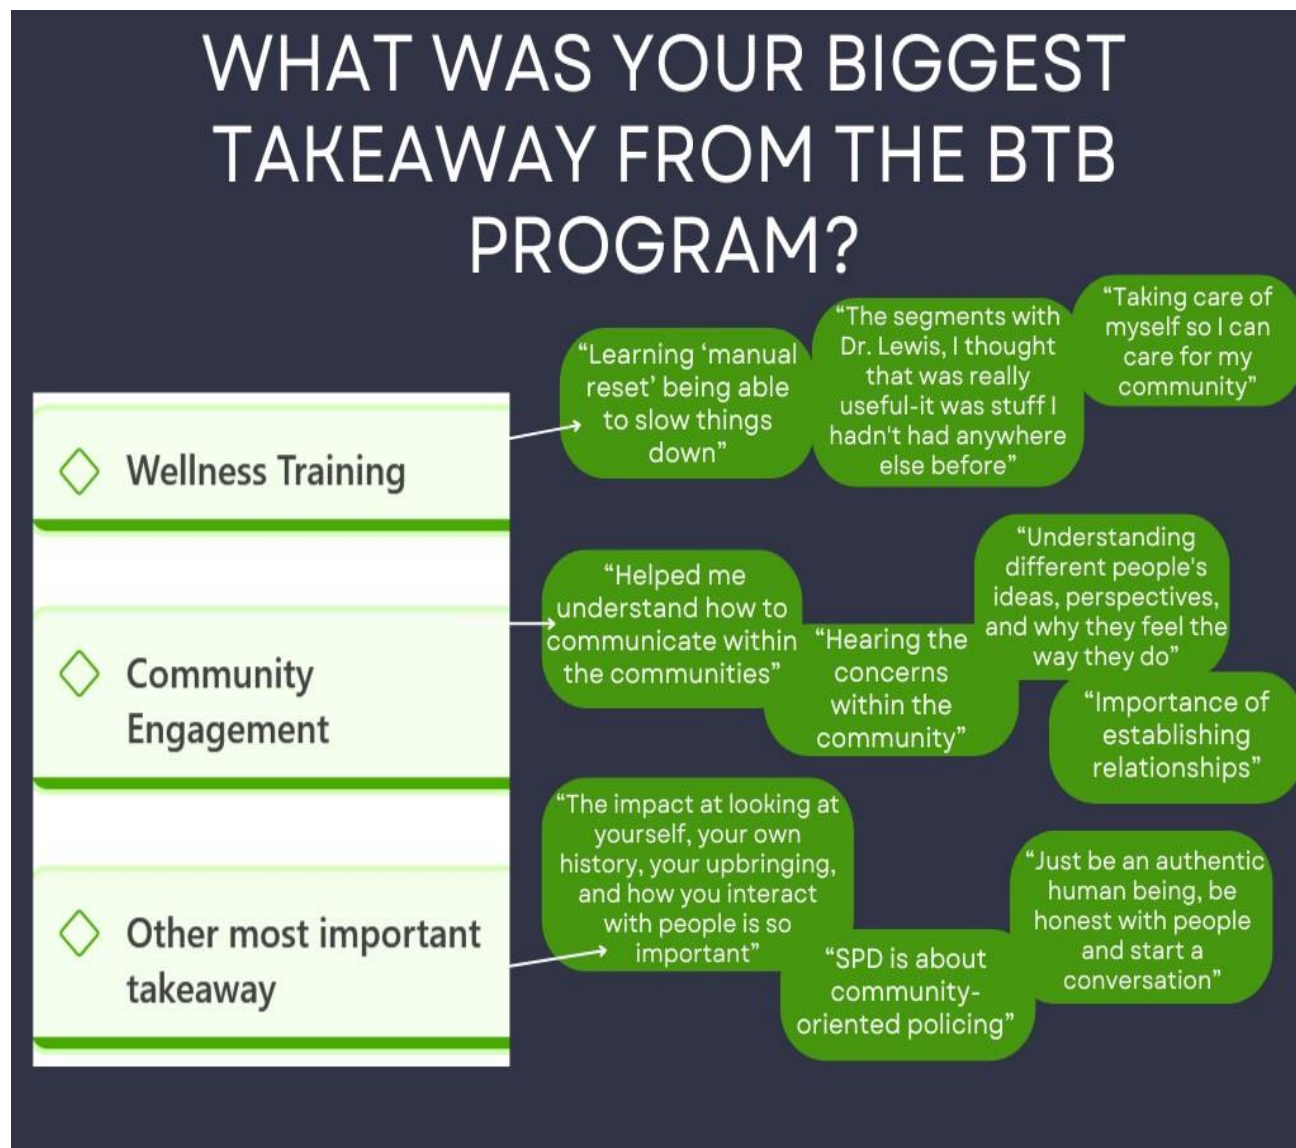 WHAT WAS YOUR BIGGEST
TAKEAWAY FROM THE BTB
PROGRAM?
Wellness Training
“Learning ‘manual
reset’ being able
to slow things
down”
“The segments with
Dr. Lewis, I thought
that was really
useful-it was stuff I
hadn't had anywhere
else before”
“Taking care of
myself so I can
care for my
community”
Community
Engagement
“Helped me
understand how to
communicate within
the communities”
“Hearing the
concerns
within the
community”
“Understanding
different people's
ideas, perspectives,
and why they feel the
way they do”
“Importance of
establishing
relationships”
Other most important
takeaway
“The impact at looking at
yourself, your own
history, your upbringing,
and how you interact
with people is so
important”
“SPD is about
community-
oriented policing”
“Just be an authentic
human being, be
honest with people
and start a
conversation”